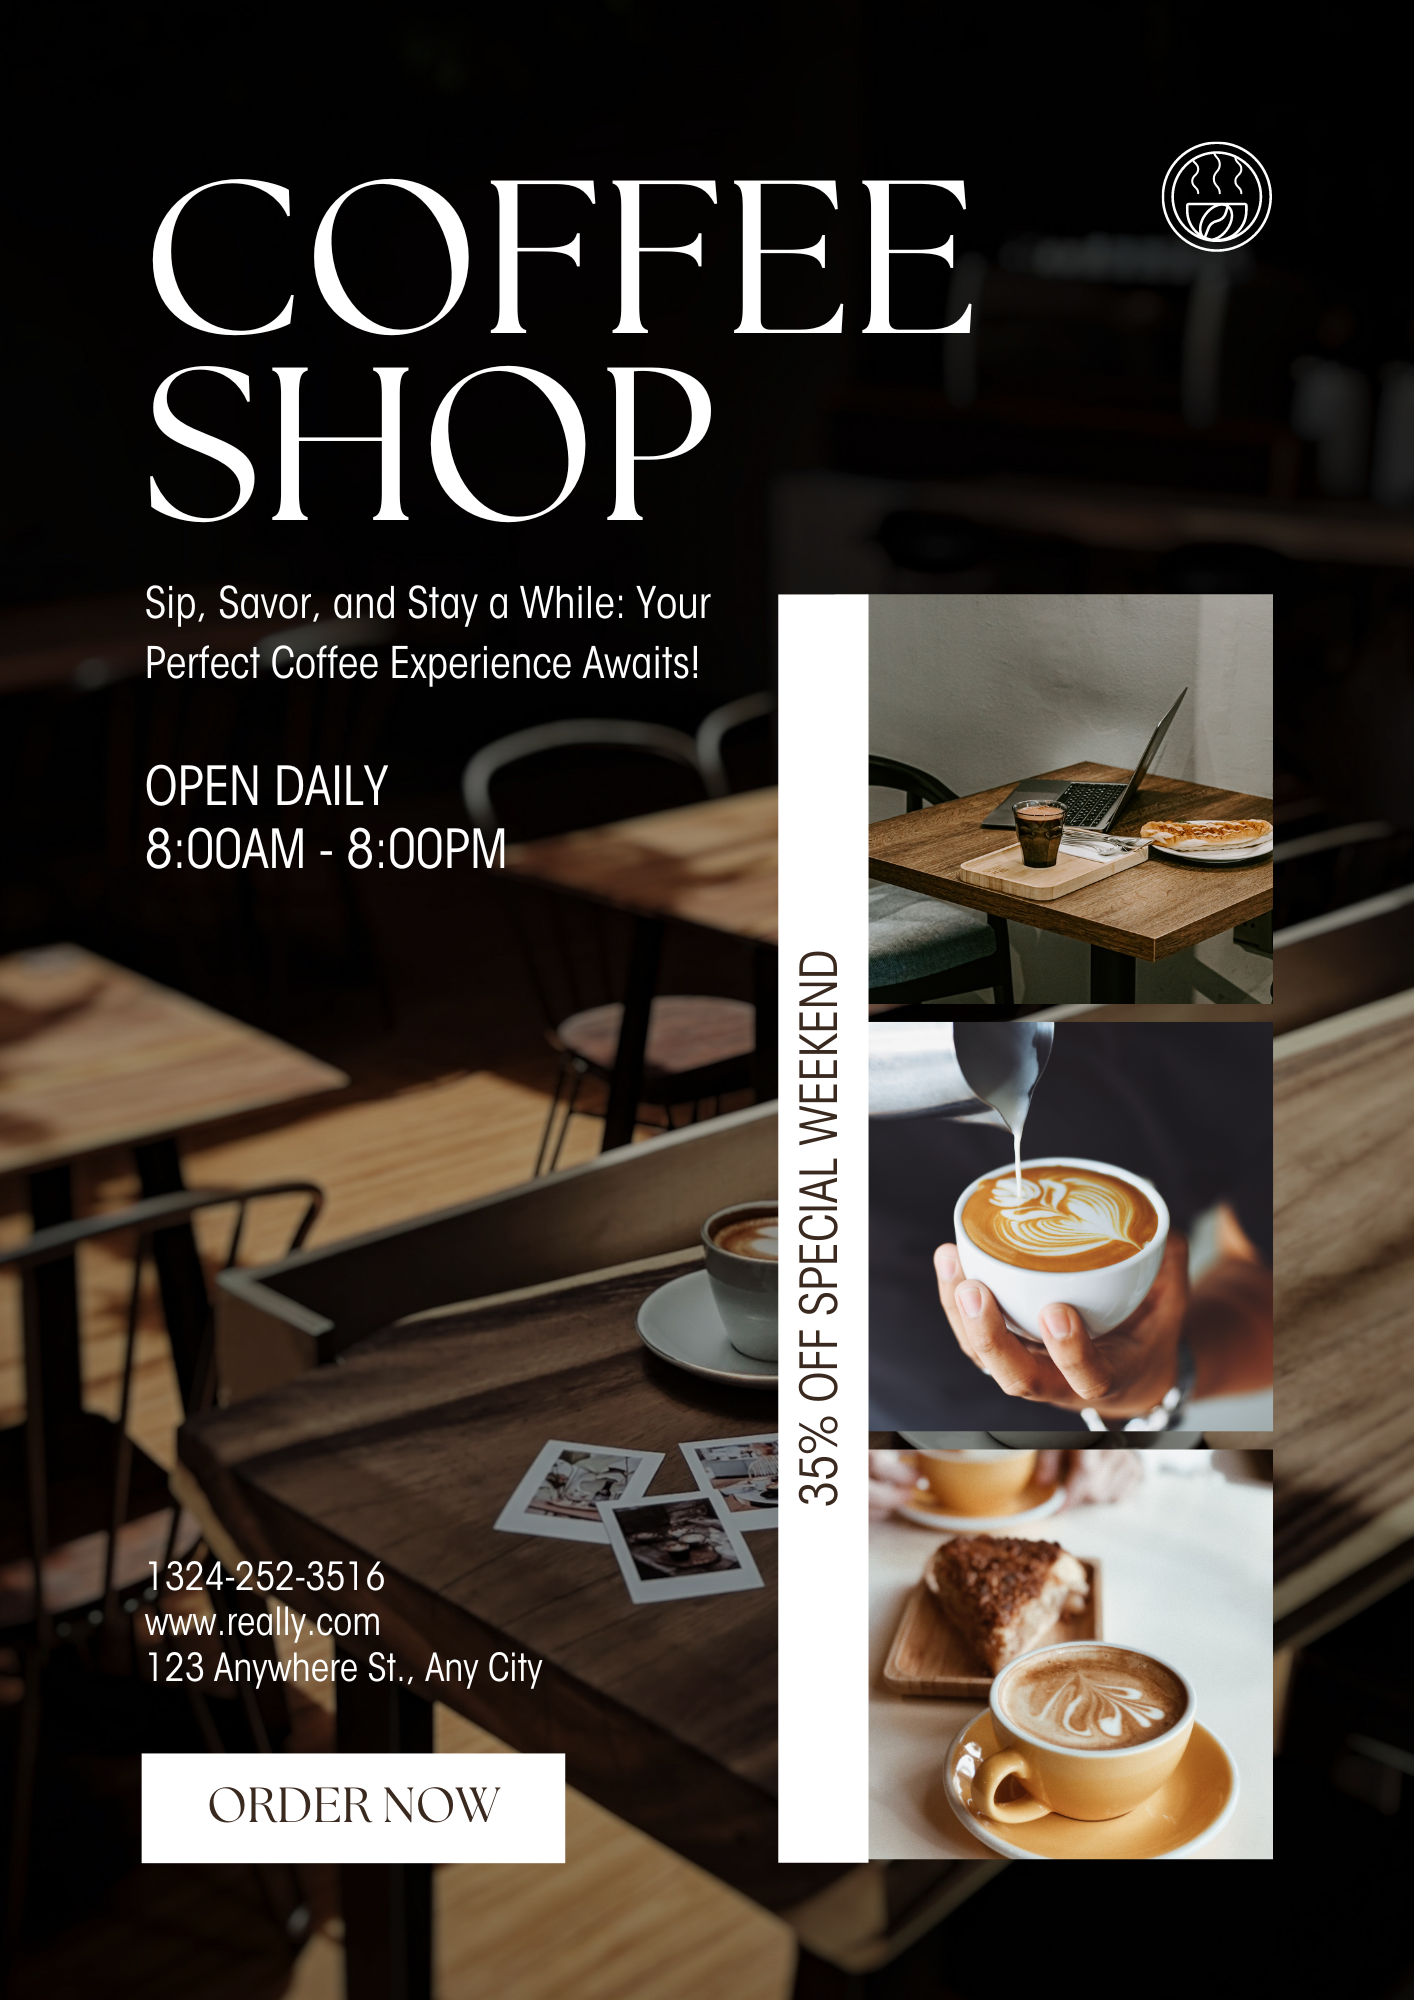 COFFEE
SHOP
Sip, Savor, and Stay a While: Your
Perfect Coffee Experience Awaits!
OPEN DAILY
8:00AM - 8:00PM
35% OFF SPECIAL WEEKEND
1324-252-3516
www.really.com
123 Anywhere St., Any City
ORDER NOW